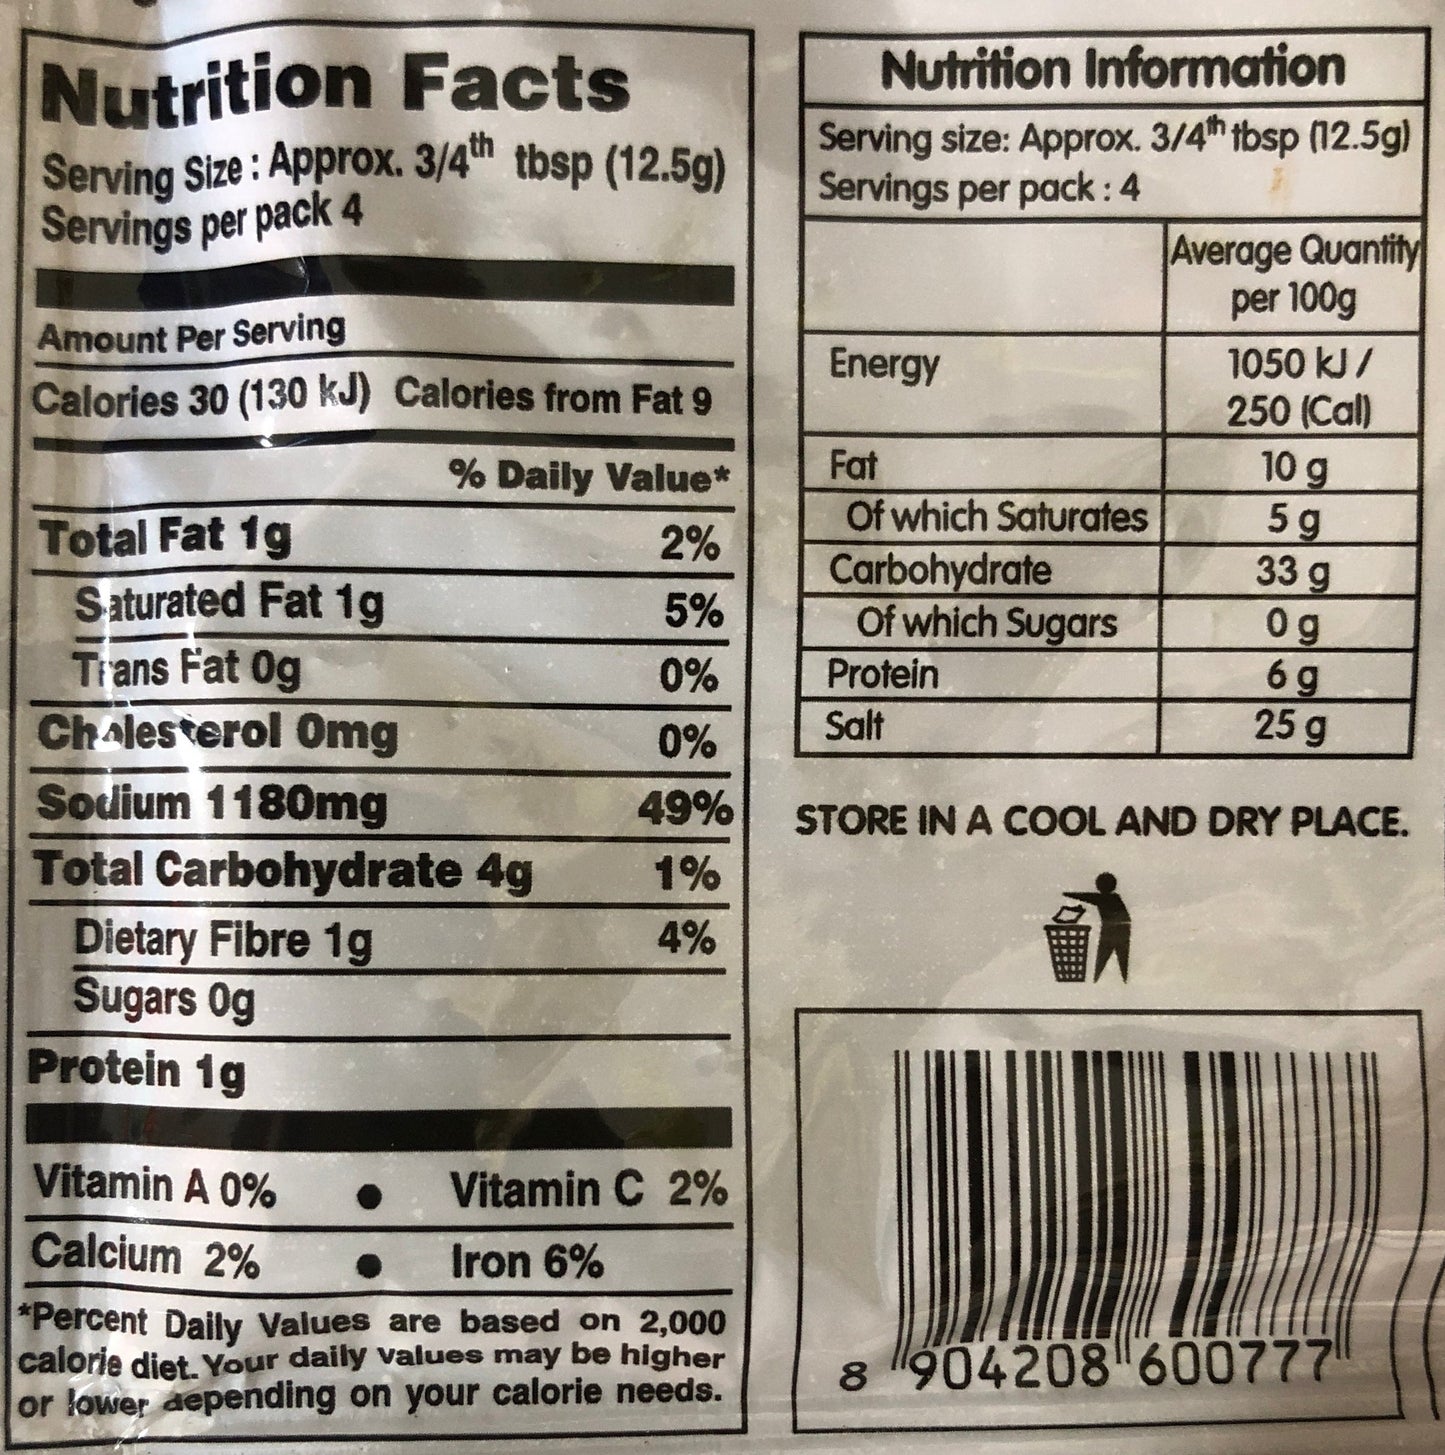 Nutrition Facts
Serving Size : Approx. 3/4th tbsp (12.5g)
Servings per pack 4
Amount Per Serving
Calories 30 (130 kJ) Calories from Fat 9
% Daily Value*
Total Fat 1g 2%
Saturated Fat 1g 5%
Trans Fat 0g 0%
Cholesterol 0mg 0%
Sodium 1180mg 49%
Total Carbohydrate 4g 1%
Dietary Fibre 1g 4%
Sugars 0g
Protein 1g
Vitamin A 0% ● Vitamin C 2%
Calcium 2% ● Iron 6%
*Percent Daily Values are based on 2,000
calorie diet. Your daily values may be higher
or lower depending on your calorie needs.
Nutrition Information
Serving size: Approx. 3/4th tbsp (12.5g)
Servings per pack : 4
Average Quantity
per 100g
Energy 1050 kJ /
250 (Cal)
Fat 10 g
Of which Saturates 5 g
Carbohydrate 33 g
Of which Sugars 0 g
Protein 6 g
Salt 25 g
STORE IN A COOL AND DRY PLACE.
8 904208 600777